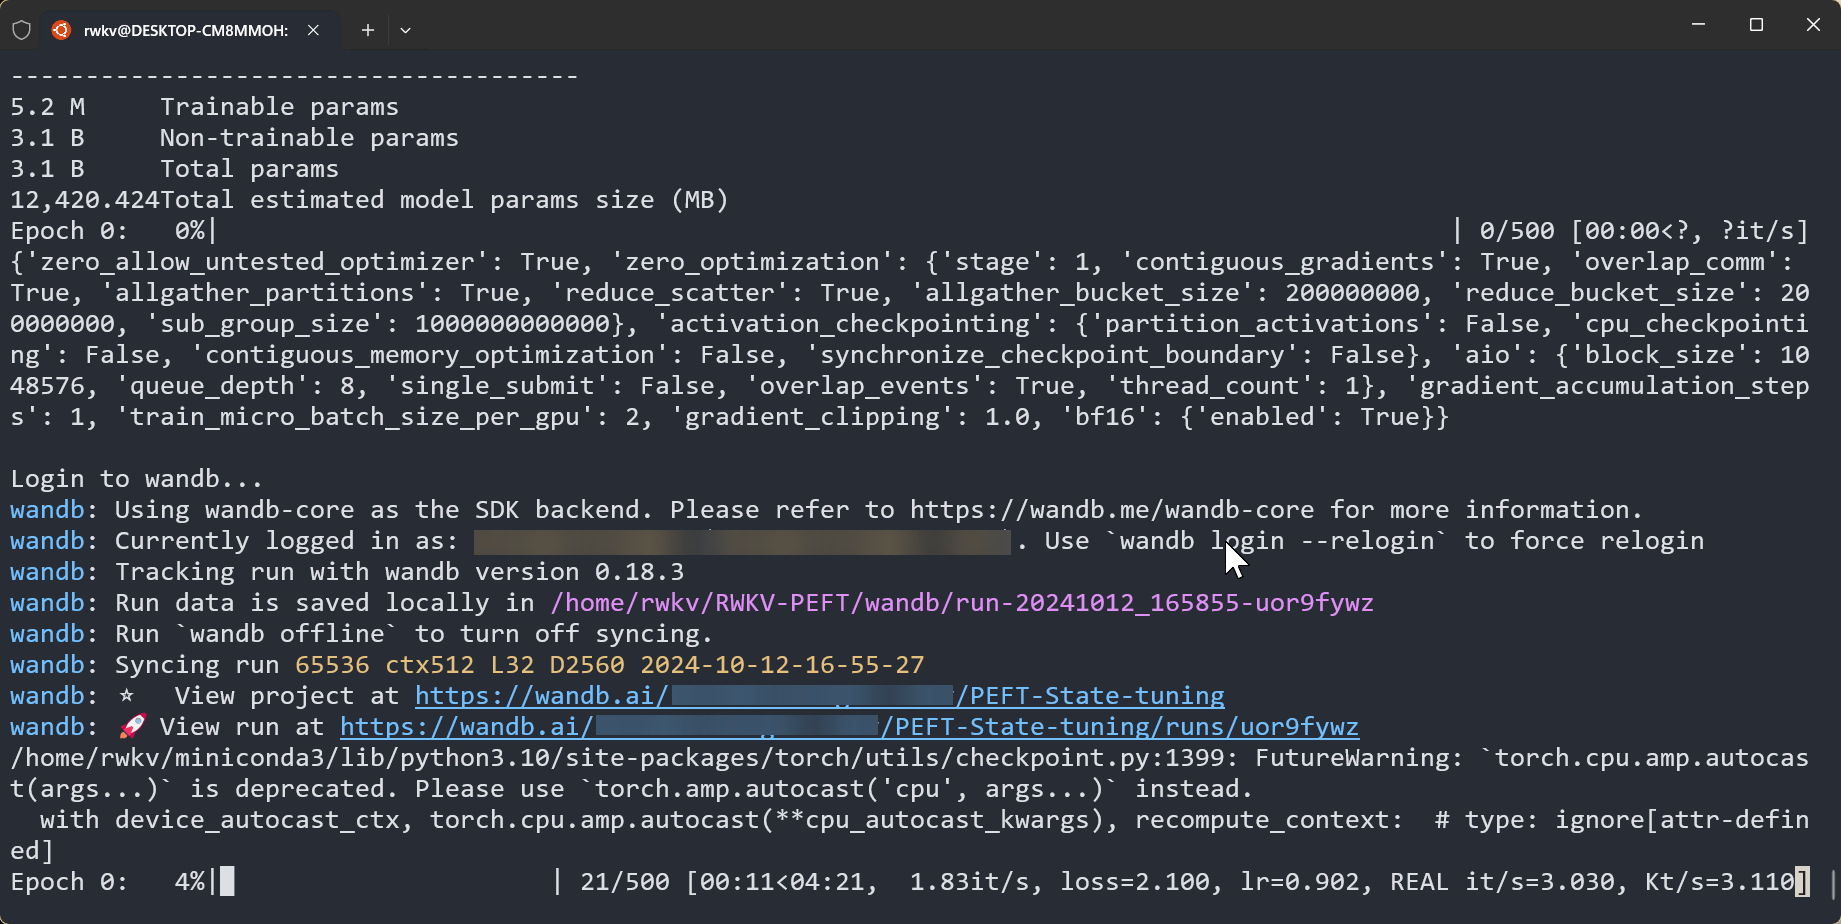 rwkv@DESKTOP-CM8MMOH:
--------------------------------------
5.2 M     Trainable params
3.1 B     Non-trainable params
3.1 B     Total params
12,420.424Total estimated model params size (MB)
Epoch 0:   0%| | 0/500 [00:00<?, ?it/s]
{'zero_allow_untested_optimizer': True, 'zero_optimization': {'stage': 1, 'contiguous_gradients': True, 'overlap_comm':
True, 'allgather_partitions': True, 'reduce_scatter': True, 'allgather_bucket_size': 200000000, 'reduce_bucket_size': 20
0000000, 'sub_group_size': 1000000000000}, 'activation_checkpointing': {'partition_activations': False, 'cpu_checkpointi
ng': False, 'contiguous_memory_optimization': False, 'synchronize_checkpoint_boundary': False}, 'aio': {'block_size': 10
48576, 'queue_depth': 8, 'single_submit': False, 'overlap_events': True, 'thread_count': 1}, 'gradient_accumulation_step
s': 1, 'train_micro_batch_size_per_gpu': 2, 'gradient_clipping': 1.0, 'bf16': {'enabled': True}}
Login to wandb...
wandb: Using wandb-core as the SDK backend. Please refer to https://wandb.me/wandb-core for more information.
wandb: Currently logged in as: . Use `wandb login --relogin` to force relogin
wandb: Tracking run with wandb version 0.18.3
wandb: Run data is saved locally in /home/rwkv/RWKV-PEFT/wandb/run-20241012_165855-uor9fywz
wandb: Run `wandb offline` to turn off syncing.
wandb: Syncing run 65536 ctx512 L32 D2560 2024-10-12-16-55-27
wandb: ⭐ View project at https://wandb.ai/ /PEFT-State-tuning
wandb: 🚀 View run at https://wandb.ai/ /PEFT-State-tuning/runs/uor9fywz
/home/rwkv/miniconda3/lib/python3.10/site-packages/torch/utils/checkpoint.py:1399: FutureWarning: `torch.cpu.amp.autocas
t(args...)` is deprecated. Please use `torch.amp.autocast('cpu', args...)` instead.
  with device_autocast_ctx, torch.cpu.amp.autocast(**cpu_autocast_kwargs), recompute_context:  # type: ignore[attr-defin
ed]
Epoch 0:   4%|█ | 21/500 [00:11<04:21,  1.83it/s, loss=2.100, lr=0.902, REAL it/s=3.030, Kt/s=3.110]